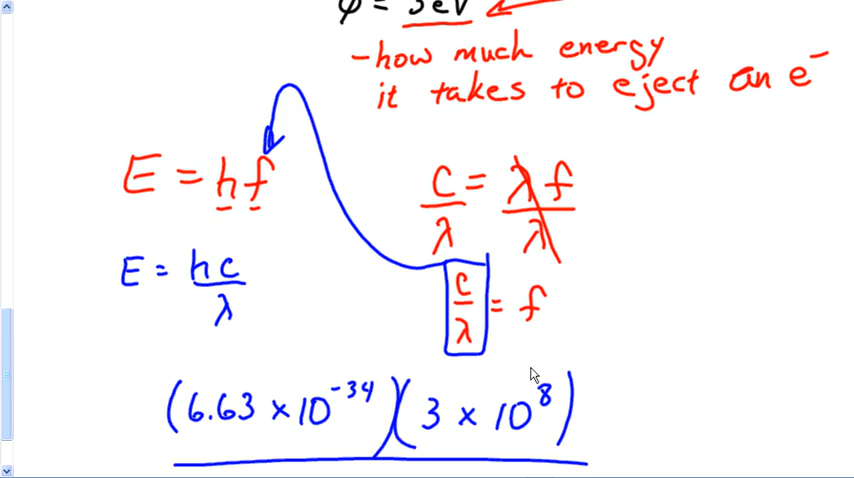 φ = 3eV
-how much energy
it takes to eject an e⁻
E = hf
C/λ = λf/λ
E = hc/λ
c/λ = f
(6.63 × 10⁻³⁴)(3 × 10⁸)